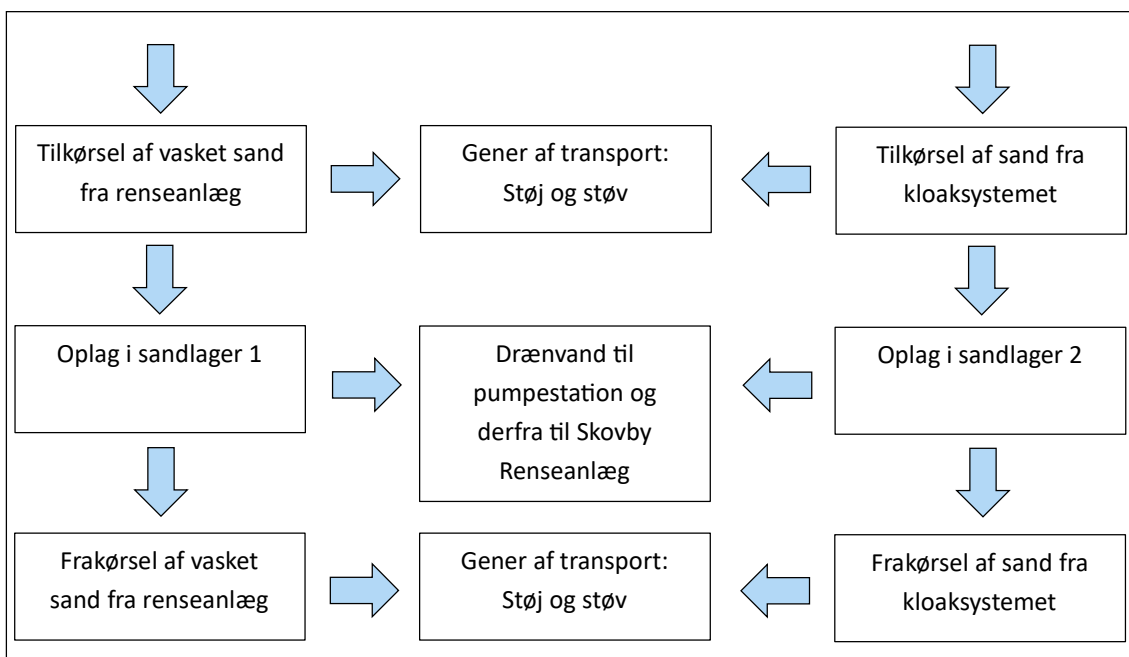 Tilkørsel af vasket sand
fra renseanlæg
Gener af transport:
Støj og støv
Tilkørsel af sand fra
kloaksystemet
Oplag i sandlager 1
Drænvand til
pumpestation og
derfra til Skovby
Renseanlæg
Oplag i sandlager 2
Frakørsel af vasket
sand fra renseanlæg
Gener af transport:
Støj og støv
Frakørsel af sand fra
kloaksystemet